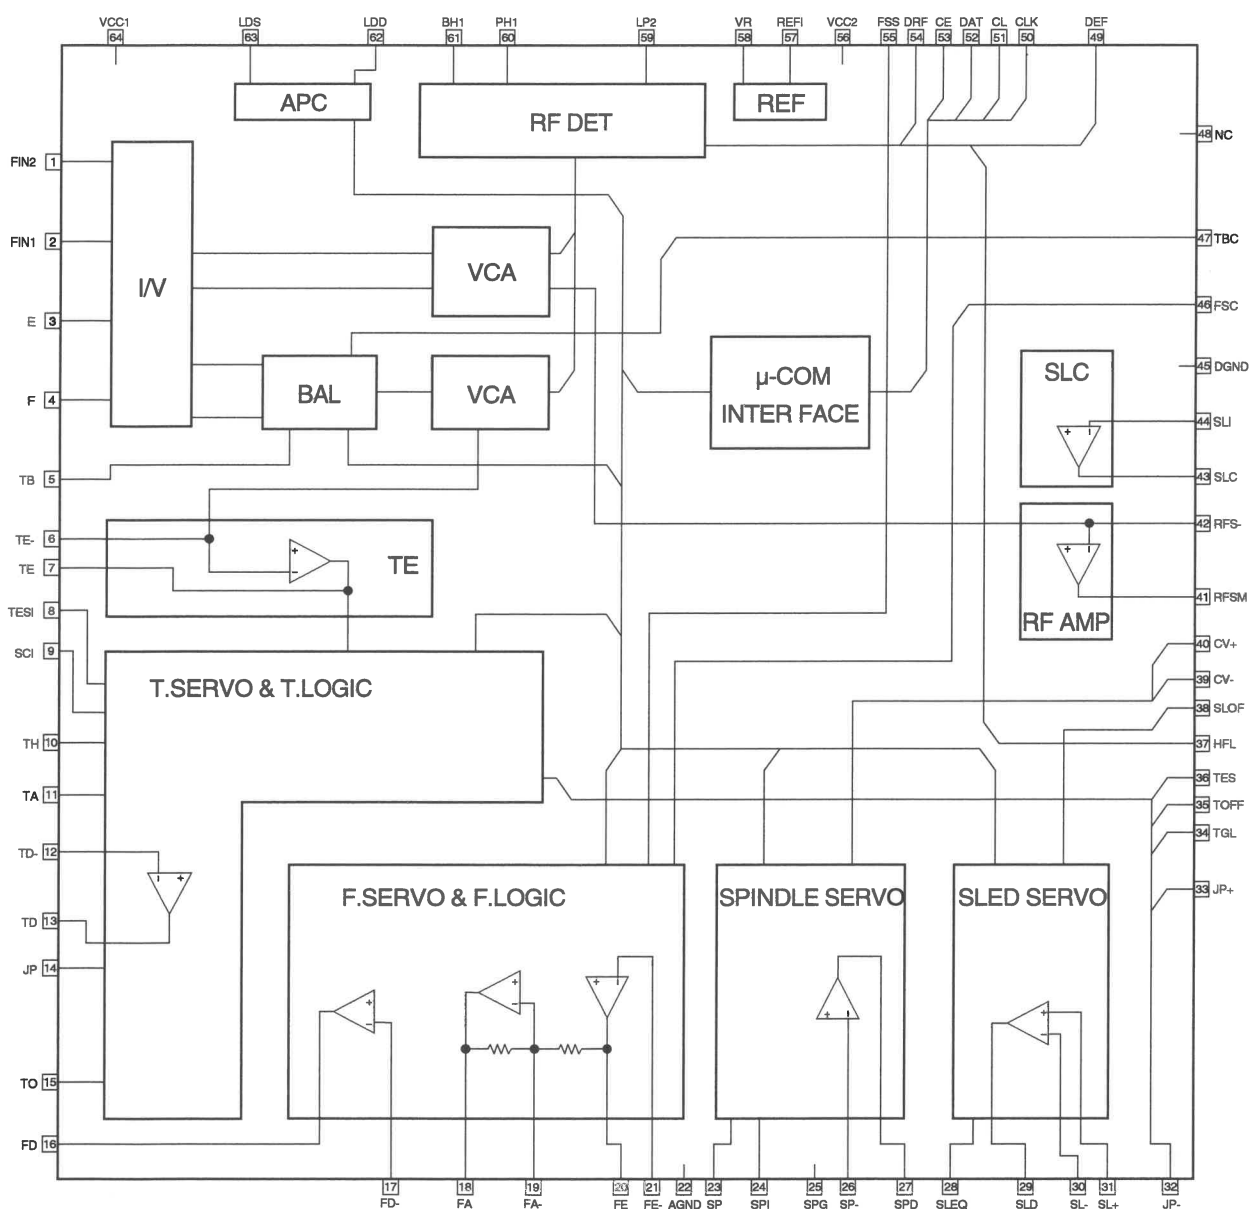 VCC1 LDS LDD BH1 PH1 LP2 VR REFI VCC2 FSS DRF CE DAT CL CLK DEF
64 63 62 61 60 59 58 57 56 55 54 53 52 51 50 49
APC
RF DET
REF
FIN2 1
48 NC
FIN1 2
47 TBC
VCA
I/V
E 3
46 FSC
45 DGND
SLC
µ-COM
INTER FACE
BAL
VCA
F 4
+ -
44 SLI
TB 5
43 SLC
42 RFS-
TE- 6
+
-
TE
TE 7
+ -
41 RFSM
TESI 8
RF AMP
40 CV+
SCI 9
39 CV-
T.SERVO & T.LOGIC
38 SLOF
TH 10
37 HFL
36 TES
TA 11
35 TOFF
34 TGL
TD- 12
- +
33 JP+
F.SERVO & F.LOGIC
SPINDLE SERVO
SLED SERVO
TD 13
JP 14
+
-
+
-
+ -
+ -
+
-
TO 15
FD 16
17 18 19 20 21 22 23 24 25 26 27 28 29 30 31 32
FD- FA FA- FE FE- AGND SP SPI SPG SP- SPD SLEQ SLD SL- SL+ JP-